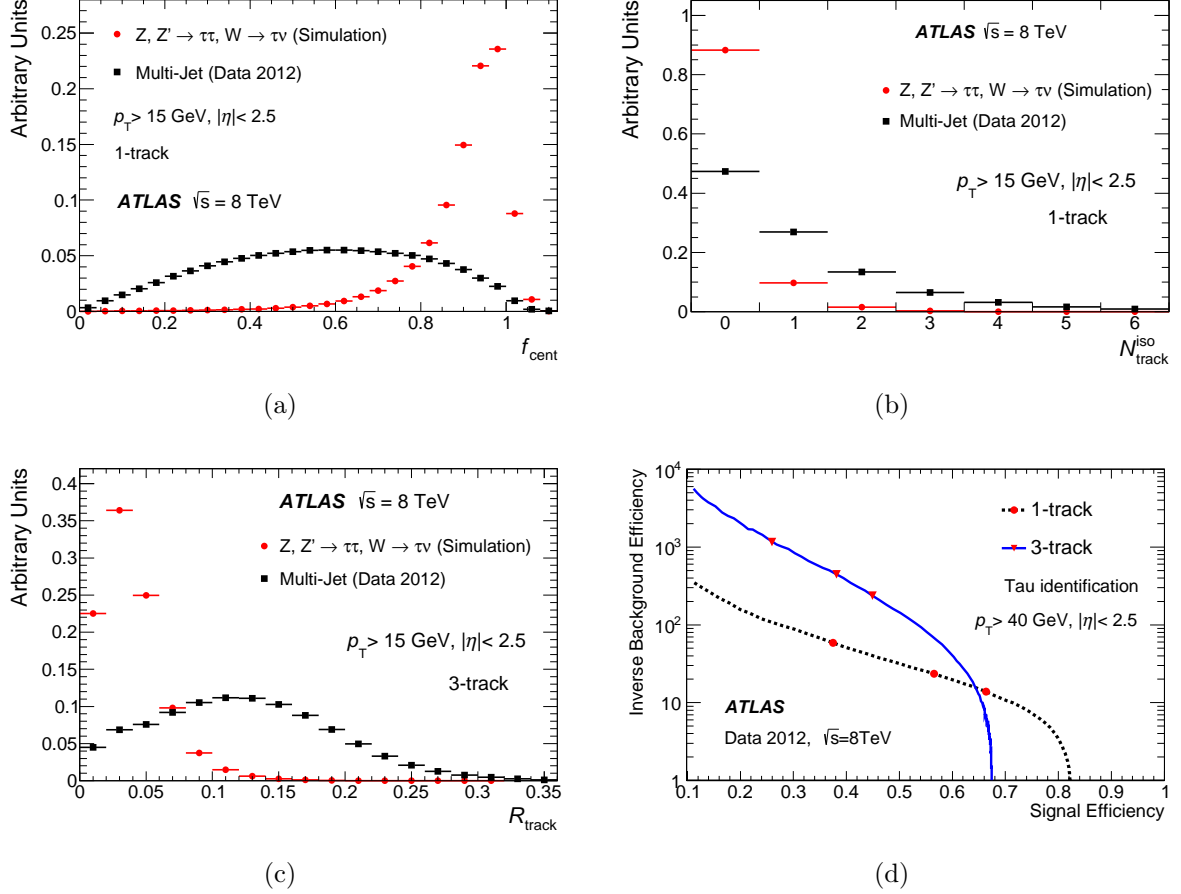 Arbitrary Units
0.25
0.2
0.15
0.1
0.05
0
Z, Z' → ττ, W → τν (Simulation)
Multi-Jet (Data 2012)
p_T> 15 GeV, |η|< 2.5
1-track
ATLAS √s = 8 TeV
0 0.2 0.4 0.6 0.8 1
f_cent
(a)
Arbitrary Units
1
0.8
0.6
0.4
0.2
0
ATLAS √s = 8 TeV
Z, Z' → ττ, W → τν (Simulation)
Multi-Jet (Data 2012)
p_T> 15 GeV, |η|< 2.5
1-track
0 1 2 3 4 5 6
N^iso_track
(b)
Arbitrary Units
0.4
0.35
0.3
0.25
0.2
0.15
0.1
0.05
0
ATLAS √s = 8 TeV
Z, Z' → ττ, W → τν (Simulation)
Multi-Jet (Data 2012)
p_T> 15 GeV, |η|< 2.5
3-track
0 0.05 0.1 0.15 0.2 0.25 0.3 0.35
R_track
(c)
Inverse Background Efficiency
10^4
10^3
10^2
10
1
1-track
3-track
Tau identification
p_T> 40 GeV, |η|< 2.5
ATLAS
Data 2012, √s=8TeV
0.1 0.2 0.3 0.4 0.5 0.6 0.7 0.8 0.9 1
Signal Efficiency
(d)